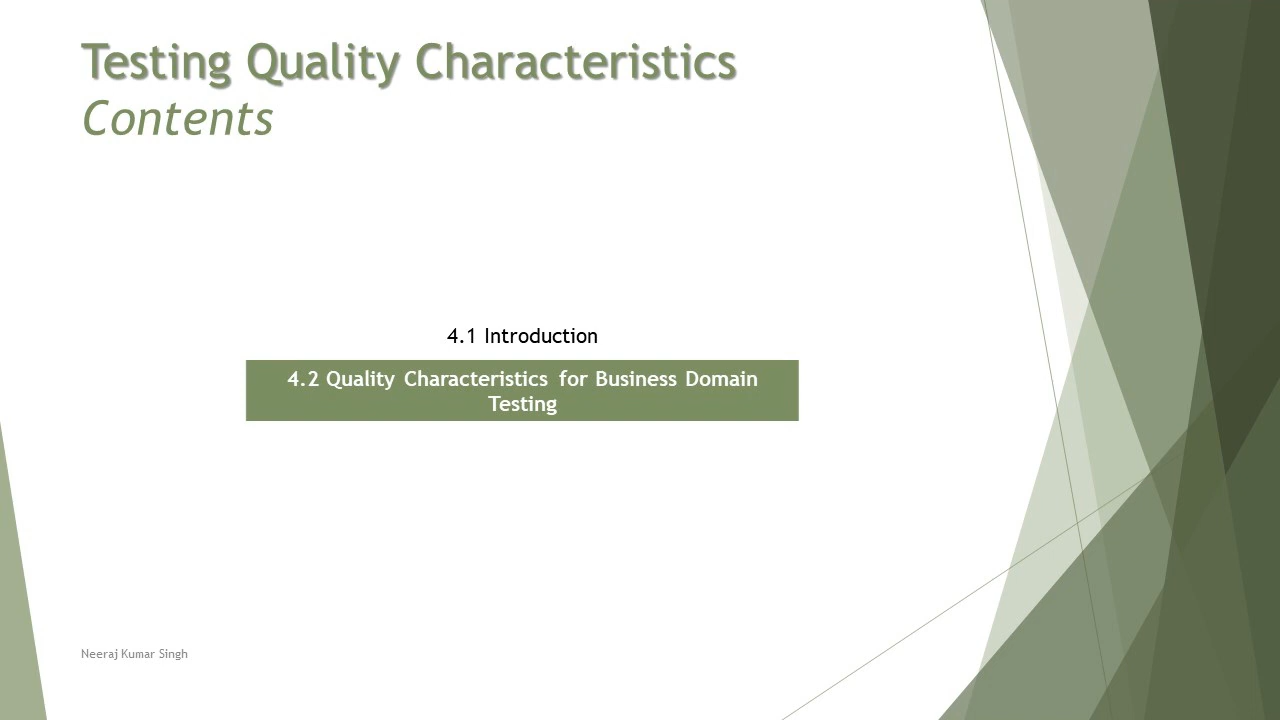 Testing Quality Characteristics
Contents
4.1 Introduction
4.2 Quality Characteristics for Business Domain
Testing
Neeraj Kumar Singh